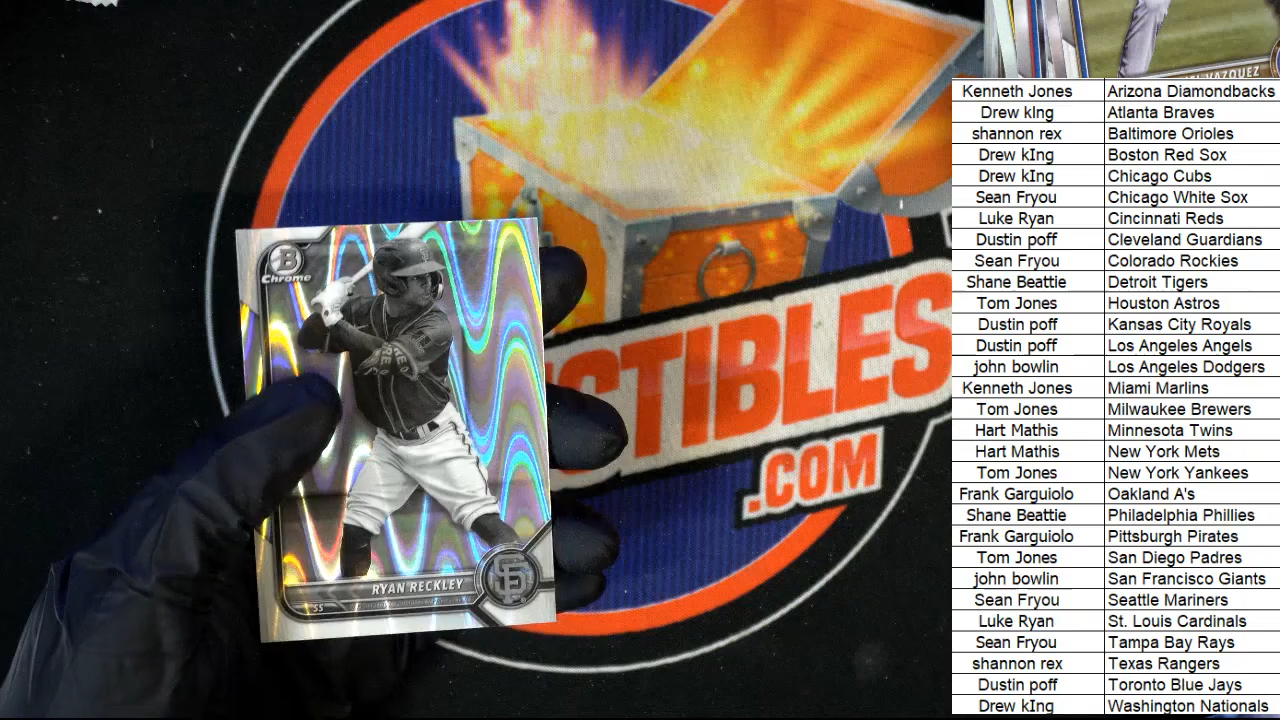 VAZQUEZ
Kenneth Jones Arizona Diamondbacks
Drew kIng Atlanta Braves
shannon rex Baltimore Orioles
Drew kIng Boston Red Sox
Drew kIng Chicago Cubs
Sean Fryou Chicago White Sox
Luke Ryan Cincinnati Reds
Dustin poff Cleveland Guardians
Sean Fryou Colorado Rockies
Shane Beattie Detroit Tigers
Tom Jones Houston Astros
Dustin poff Kansas City Royals
Dustin poff Los Angeles Angels
john bowlin Los Angeles Dodgers
Kenneth Jones Miami Marlins
Tom Jones Milwaukee Brewers
Hart Mathis Minnesota Twins
Hart Mathis New York Mets
Tom Jones New York Yankees
Frank Garguiolo Oakland A's
Shane Beattie Philadelphia Phillies
Frank Garguiolo Pittsburgh Pirates
Tom Jones San Diego Padres
john bowlin San Francisco Giants
Sean Fryou Seattle Mariners
Luke Ryan St. Louis Cardinals
Sean Fryou Tampa Bay Rays
shannon rex Texas Rangers
Dustin poff Toronto Blue Jays
Drew kIng Washington Nationals
B
Chrome
RYAN RECKLEY
SS
SF
CTIBLES
.COM